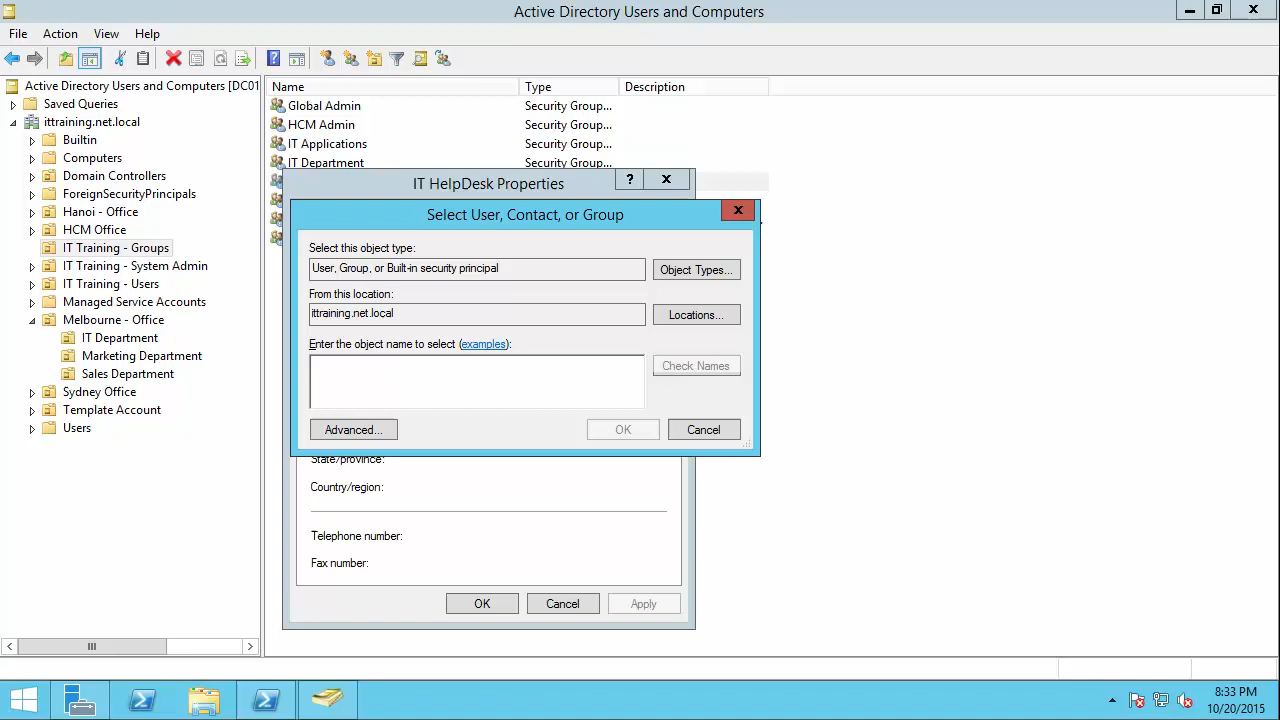 Active Directory Users and Computers
File Action View Help
Active Directory Users and Computers [DC01
Saved Queries
ittraining.net.local
Builtin
Computers
Domain Controllers
ForeignSecurityPrincipals
Hanoi - Office
HCM Office
IT Training - Groups
IT Training - System Admin
IT Training - Users
Managed Service Accounts
Melbourne - Office
IT Department
Marketing Department
Sales Department
Sydney Office
Template Account
Users
Name Type Description
Global Admin Security Group...
HCM Admin Security Group...
IT Applications Security Group...
IT Department Security Group...
IT HelpDesk Properties
Select User, Contact, or Group
Select this object type:
User, Group, or Built-in security principal
Object Types...
From this location:
ittraining.net.local
Locations...
Enter the object name to select (examples):
Check Names
Advanced... OK Cancel
State/province:
Country/region:
Telephone number:
Fax number:
OK Cancel Apply
8:33 PM
10/20/2015